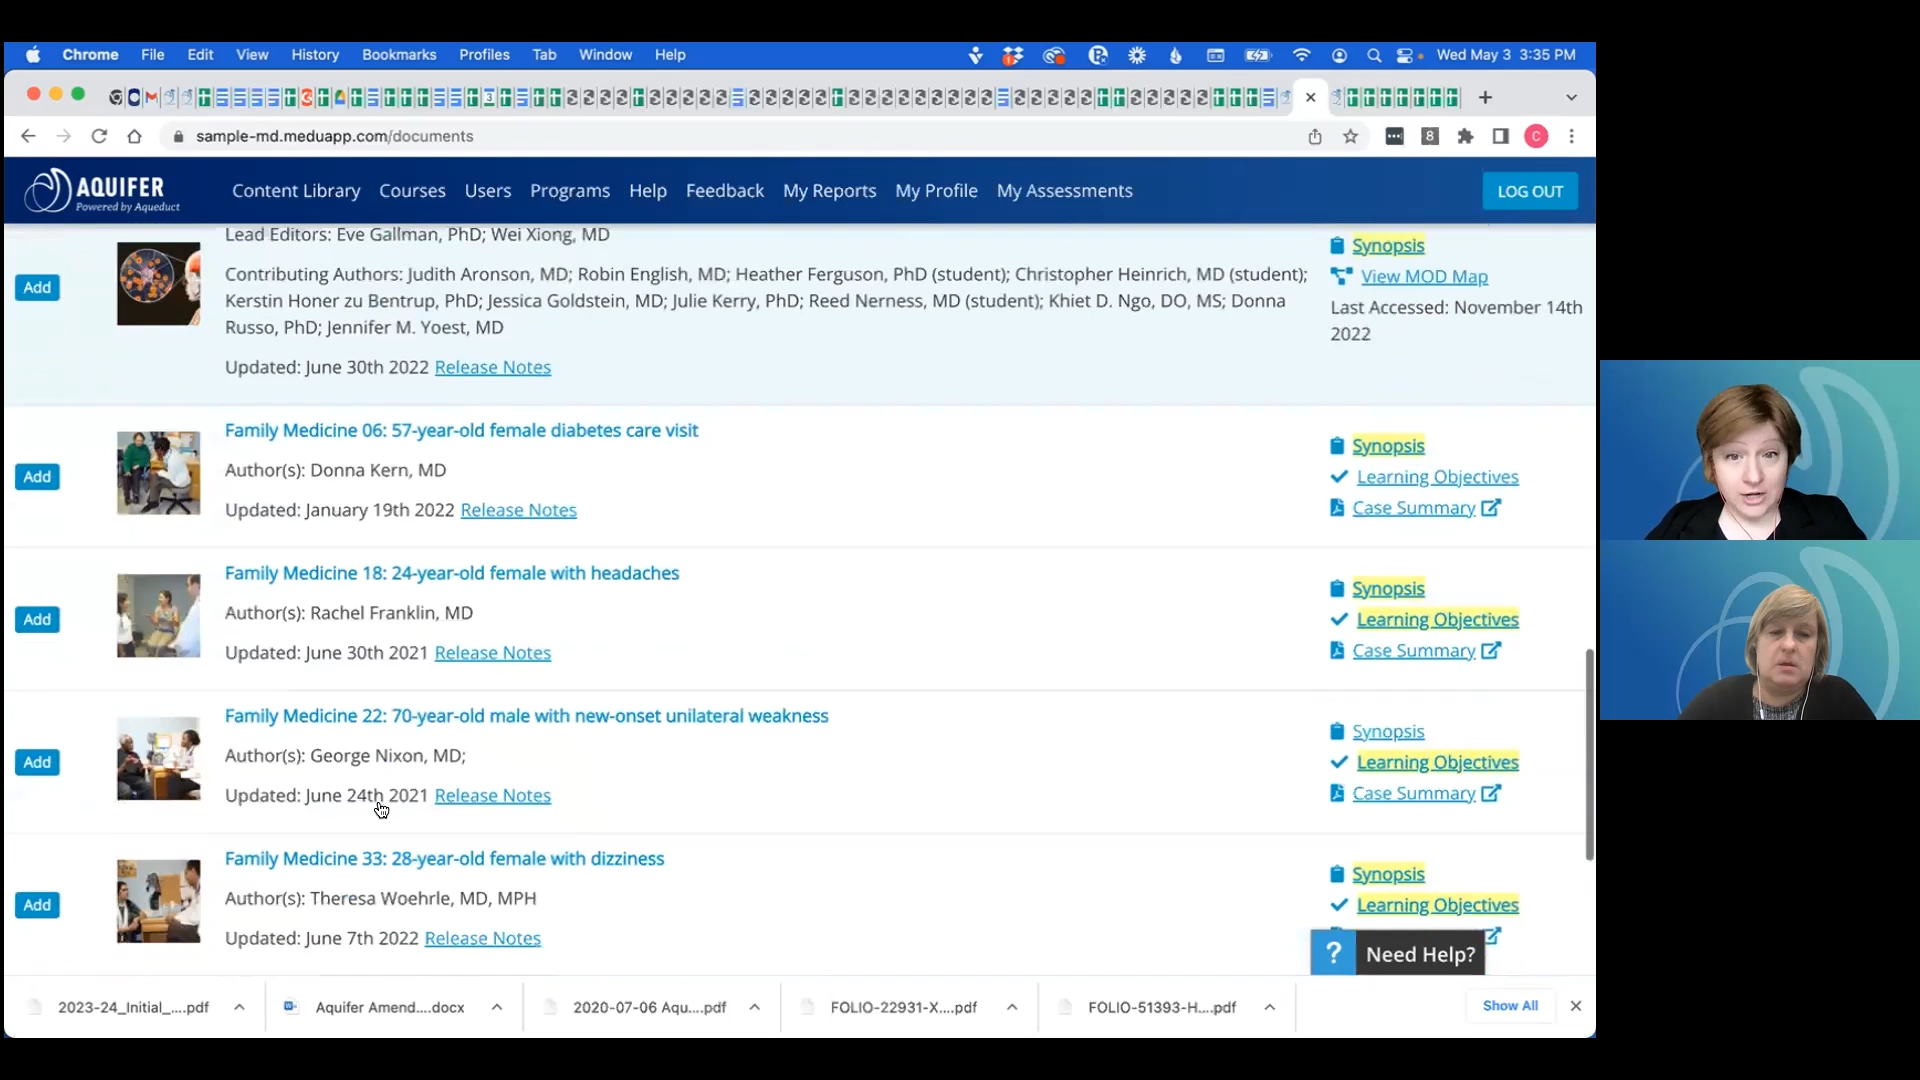 Chrome File Edit View History Bookmarks Profiles Tab Window Help Wed May 3 3:35 PM
sample-md.meduapp.com/documents 8 C
AQUIFER
Powered by Aqueduct
Content Library Courses Users Programs Help Feedback My Reports My Profile My Assessments LOG OUT
Lead Editors: Eve Gallman, PhD; Wei Xiong, MD
Synopsis
Add
Contributing Authors: Judith Aronson, MD; Robin English, MD; Heather Ferguson, PhD (student); Christopher Heinrich, MD (student);
View MOD Map
Kerstin Honer zu Bentrup, PhD; Jessica Goldstein, MD; Julie Kerry, PhD; Reed Nerness, MD (student); Khiet D. Ngo, DO, MS; Donna
Last Accessed: November 14th
Russo, PhD; Jennifer M. Yoest, MD
2022
Updated: June 30th 2022 Release Notes
Family Medicine 06: 57-year-old female diabetes care visit
Synopsis
Add
Author(s): Donna Kern, MD
Learning Objectives
Updated: January 19th 2022 Release Notes
Case Summary
Family Medicine 18: 24-year-old female with headaches
Synopsis
Add
Author(s): Rachel Franklin, MD
Learning Objectives
Updated: June 30th 2021 Release Notes
Case Summary
Family Medicine 22: 70-year-old male with new-onset unilateral weakness
Synopsis
Add
Author(s): George Nixon, MD;
Learning Objectives
Updated: June 24th 2021 Release Notes
Case Summary
Family Medicine 33: 28-year-old female with dizziness
Synopsis
Add
Author(s): Theresa Woehrle, MD, MPH
Learning Objectives
Updated: June 7th 2022 Release Notes
? Need Help?
2023-24_Initial_....pdf Aquifer Amend....docx 2020-07-06 Aqu....pdf FOLIO-22931-X....pdf FOLIO-51393-H....pdf Show All